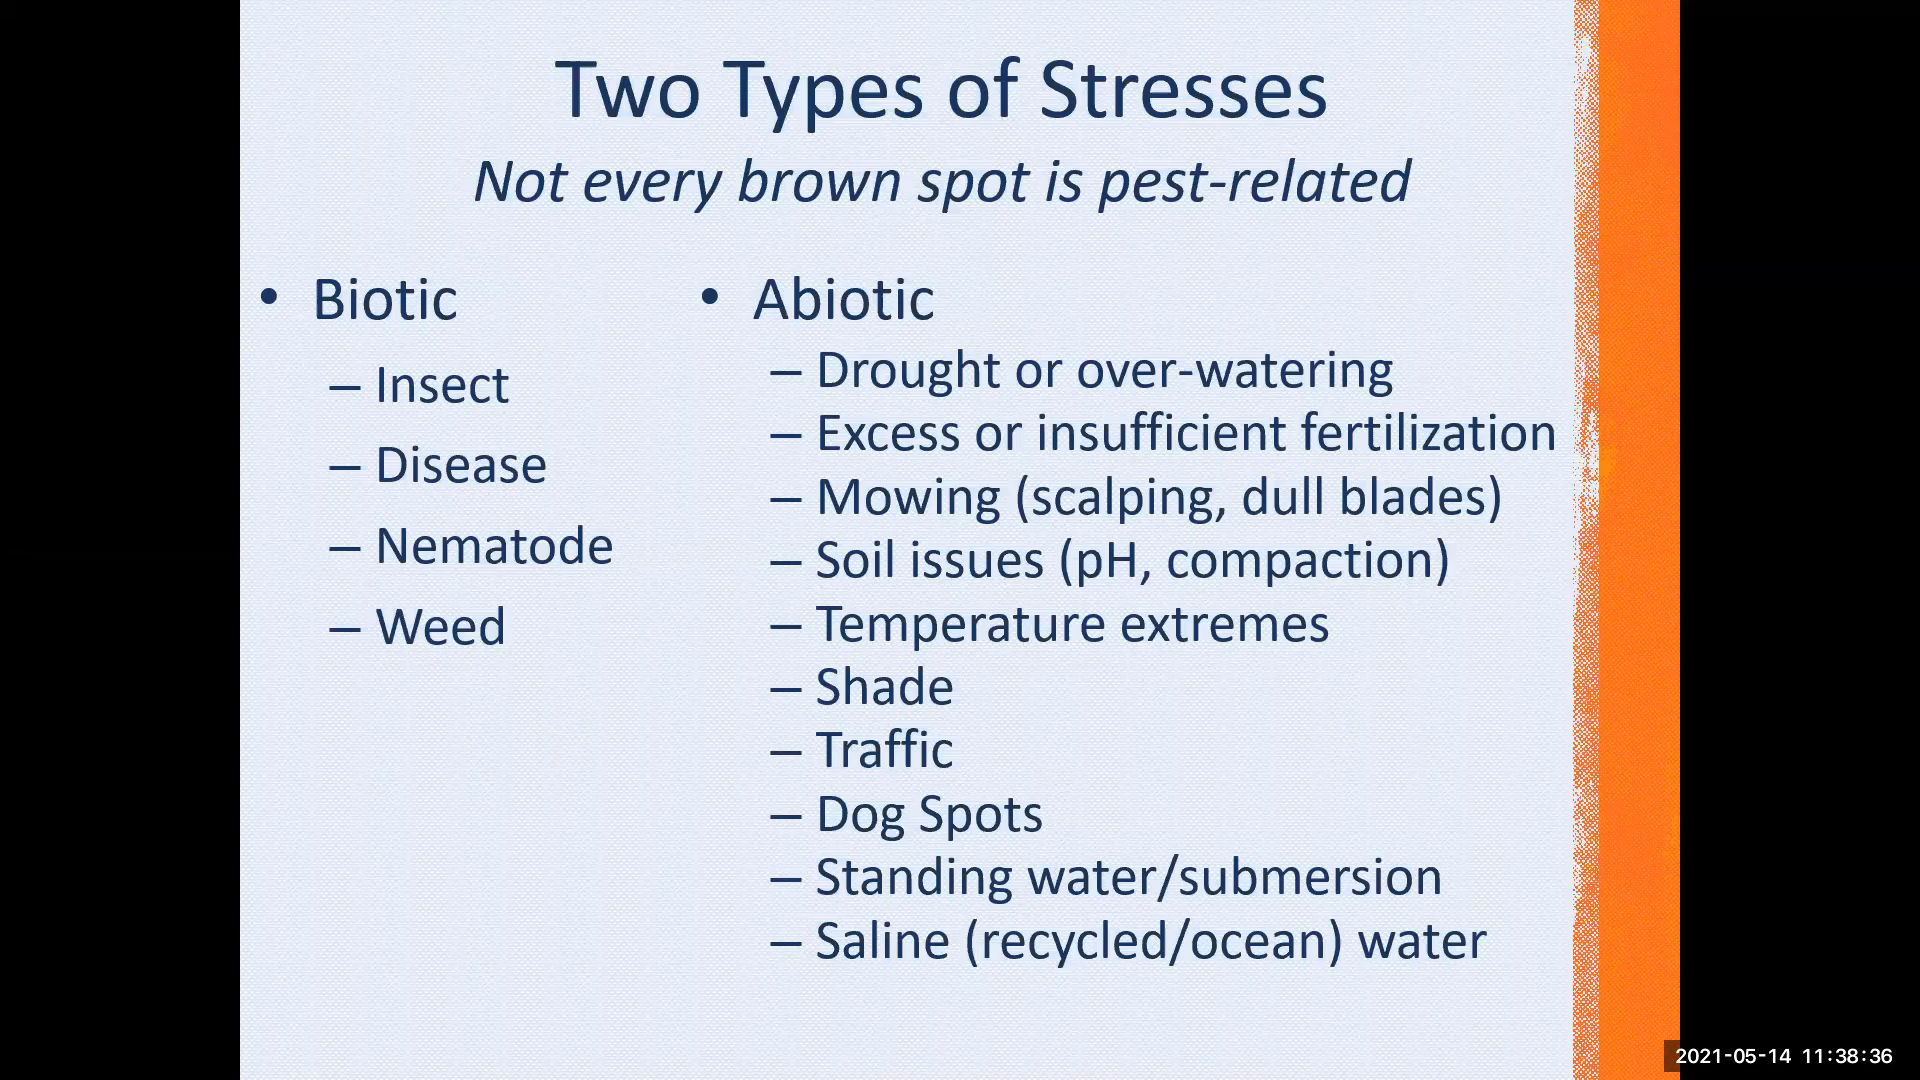 Two Types of Stresses
Not every brown spot is pest-related
• Biotic
– Insect
– Disease
– Nematode
– Weed
• Abiotic
– Drought or over-watering
– Excess or insufficient fertilization
– Mowing (scalping, dull blades)
– Soil issues (pH, compaction)
– Temperature extremes
– Shade
– Traffic
– Dog Spots
– Standing water/submersion
– Saline (recycled/ocean) water
2021-05-14 11:38:36